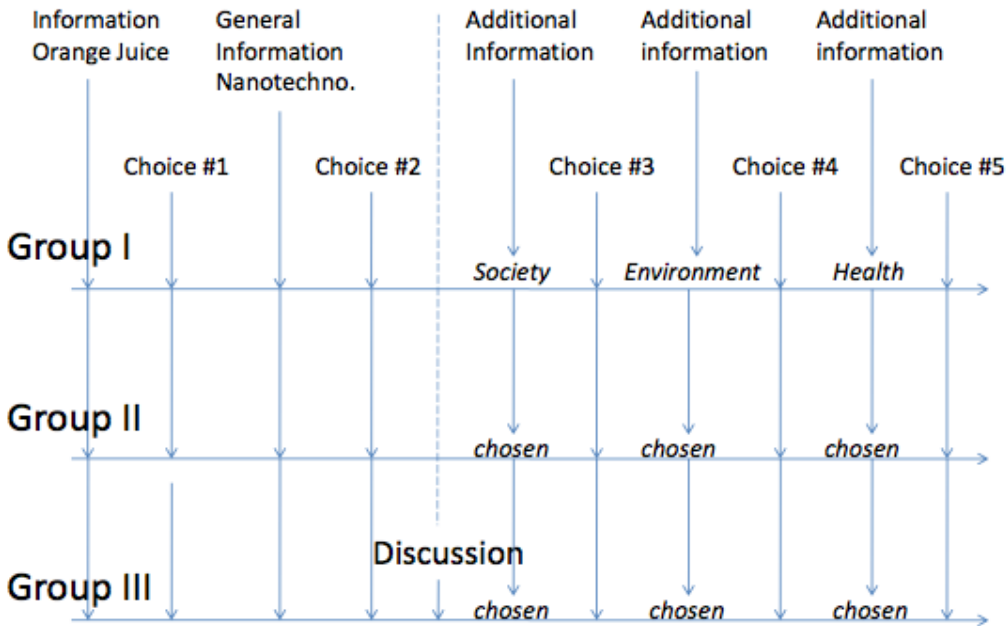 Information
Orange Juice
General
Information
Nanotechno.
Additional
Information
Additional
information
Additional
information
Choice #1
Choice #2
Choice #3
Choice #4
Choice #5
Group I
Society
Environment
Health
Group II
chosen
chosen
chosen
Discussion
Group III
chosen
chosen
chosen